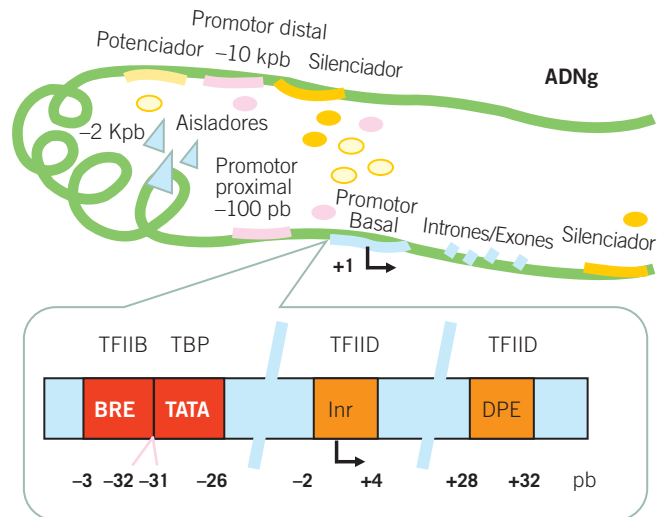 Promotor distal
Potenciador
–10 kpb
Silenciador
ADNg
–2 Kpb
Aisladores
Promotor
proximal
–100 pb
Promotor
Basal
Intrones/Exones
Silenciador
+1
TFIIB
TBP
TFIID
TFIID
BRE
TATA
Inr
DPE
–3
–32
–31
–26
–2
+4
+28
+32
pb